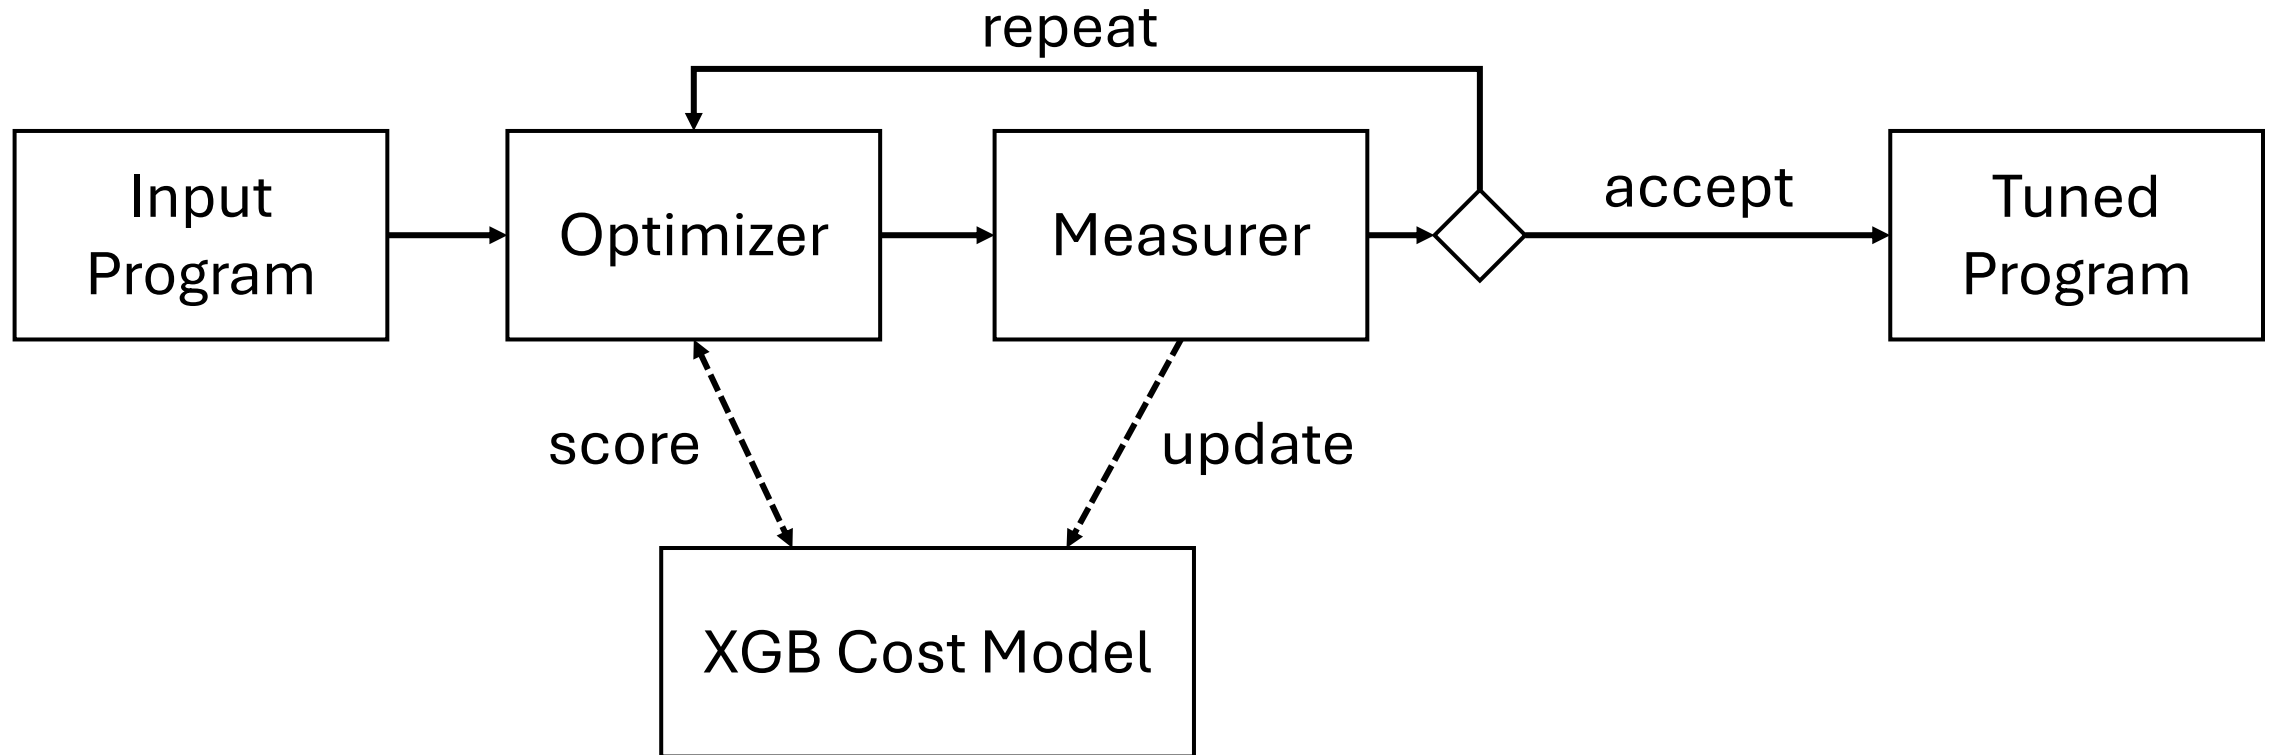 repeat
Input
Program
Optimizer
Measurer
accept
Tuned
Program
score
update
XGB Cost Model